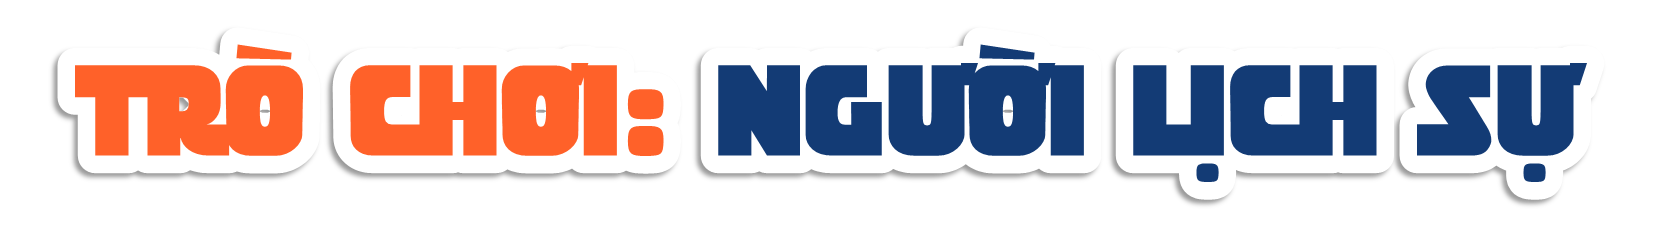 TRÒ CHƠI: NGƯỜI LỊCH SỰ